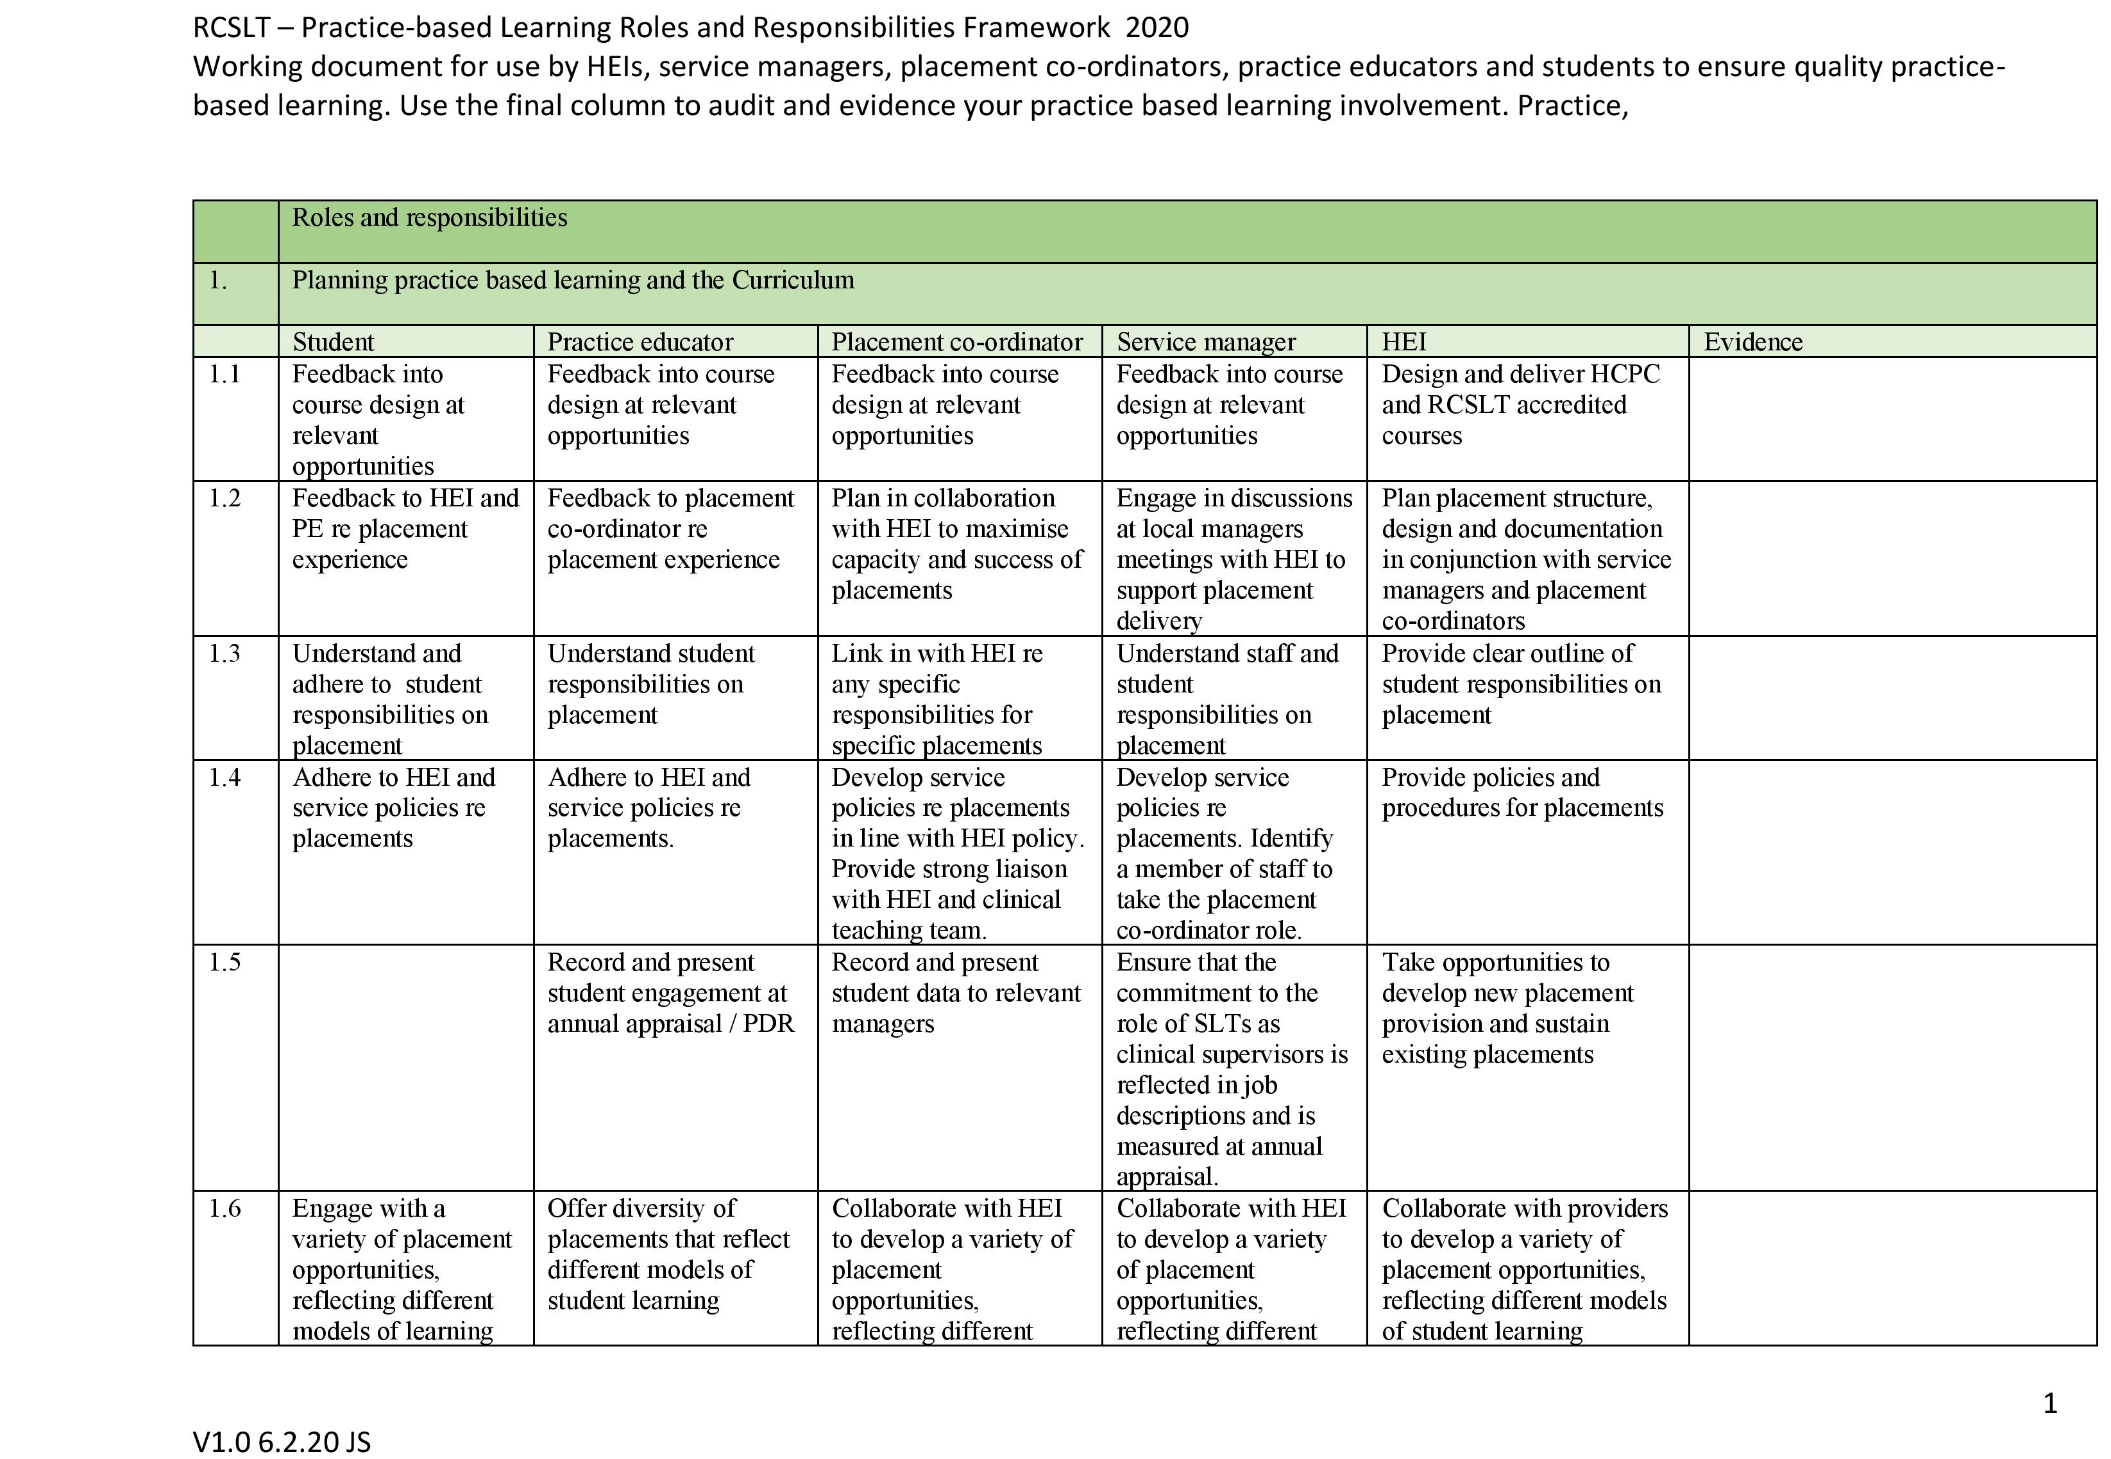 RCSLT – Practice-based Learning Roles and Responsibilities Framework  2020
Working document for use by HEIs, service managers, placement co-ordinators, practice educators and students to ensure quality practice-
based learning. Use the final column to audit and evidence your practice based learning involvement. Practice,
Roles and responsibilities
1.
Planning practice based learning and the Curriculum
Student
Practice educator
Placement co-ordinator
Service manager
HEI
Evidence
1.1
Feedback into
course design at
relevant
opportunities
Feedback into course
design at relevant
opportunities
Feedback into course
design at relevant
opportunities
Feedback into course
design at relevant
opportunities
Design and deliver HCPC
and RCSLT accredited
courses
1.2
Feedback to HEI and
PE re placement
experience
Feedback to placement
co-ordinator re
placement experience
Plan in collaboration
with HEI to maximise
capacity and success of
placements
Engage in discussions
at local managers
meetings with HEI to
support placement
delivery
Plan placement structure,
design and documentation
in conjunction with service
managers and placement
co-ordinators
1.3
Understand and
adhere to  student
responsibilities on
placement
Understand student
responsibilities on
placement
Link in with HEI re
any specific
responsibilities for
specific placements
Understand staff and
student
responsibilities on
placement
Provide clear outline of
student responsibilities on
placement
1.4
Adhere to HEI and
service policies re
placements
Adhere to HEI and
service policies re
placements.
Develop service
policies re placements
in line with HEI policy.
Provide strong liaison
with HEI and clinical
teaching team.
Develop service
policies re
placements. Identify
a member of staff to
take the placement
co-ordinator role.
Provide policies and
procedures for placements
1.5
Record and present
student engagement at
annual appraisal / PDR
Record and present
student data to relevant
managers
Ensure that the
commitment to the
role of SLTs as
clinical supervisors is
reflected in job
descriptions and is
measured at annual
appraisal.
Take opportunities to
develop new placement
provision and sustain
existing placements
1.6
Engage with a
variety of placement
opportunities,
reflecting different
models of learning
Offer diversity of
placements that reflect
different models of
student learning
Collaborate with HEI
to develop a variety of
placement
opportunities,
reflecting different
Collaborate with HEI
to develop a variety
of placement
opportunities,
reflecting different
Collaborate with providers
to develop a variety of
placement opportunities,
reflecting different models
of student learning
1
V1.0 6.2.20 JS